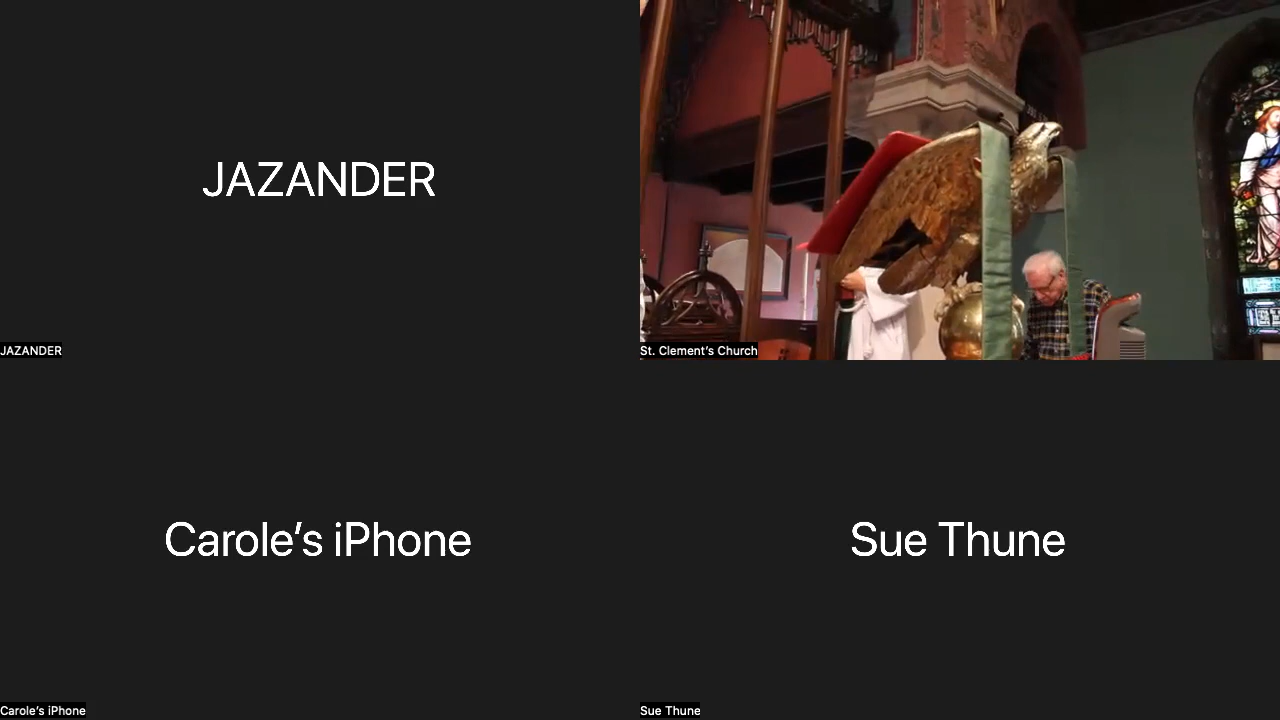 JAZANDER
JAZANDER
St. Clement’s Church
Carole’s iPhone
Sue Thune
Carole’s iPhone
Sue Thune